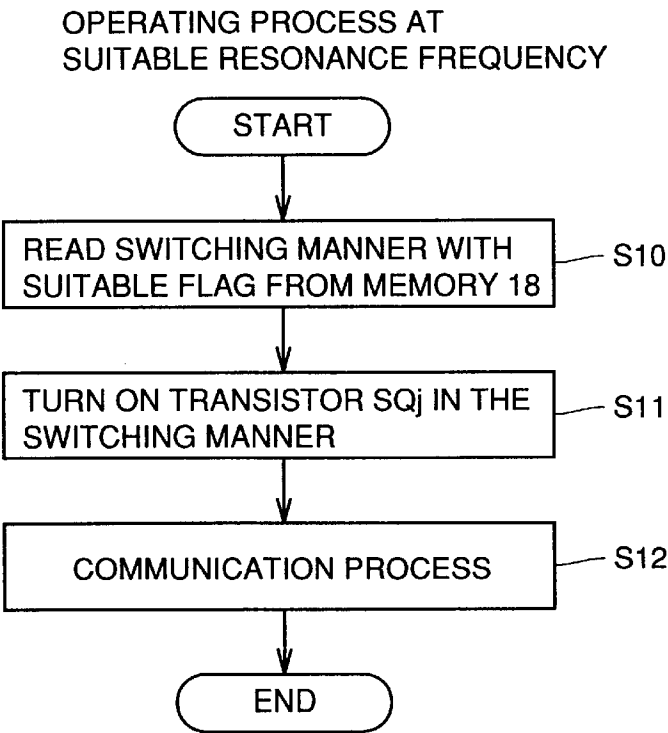 OPERATING PROCESS AT
SUITABLE RESONANCE FREQUENCY
START
READ SWITCHING MANNER WITH
SUITABLE FLAG FROM MEMORY 18
S10
TURN ON TRANSISTOR SQj IN THE
SWITCHING MANNER
S11
COMMUNICATION PROCESS
S12
END